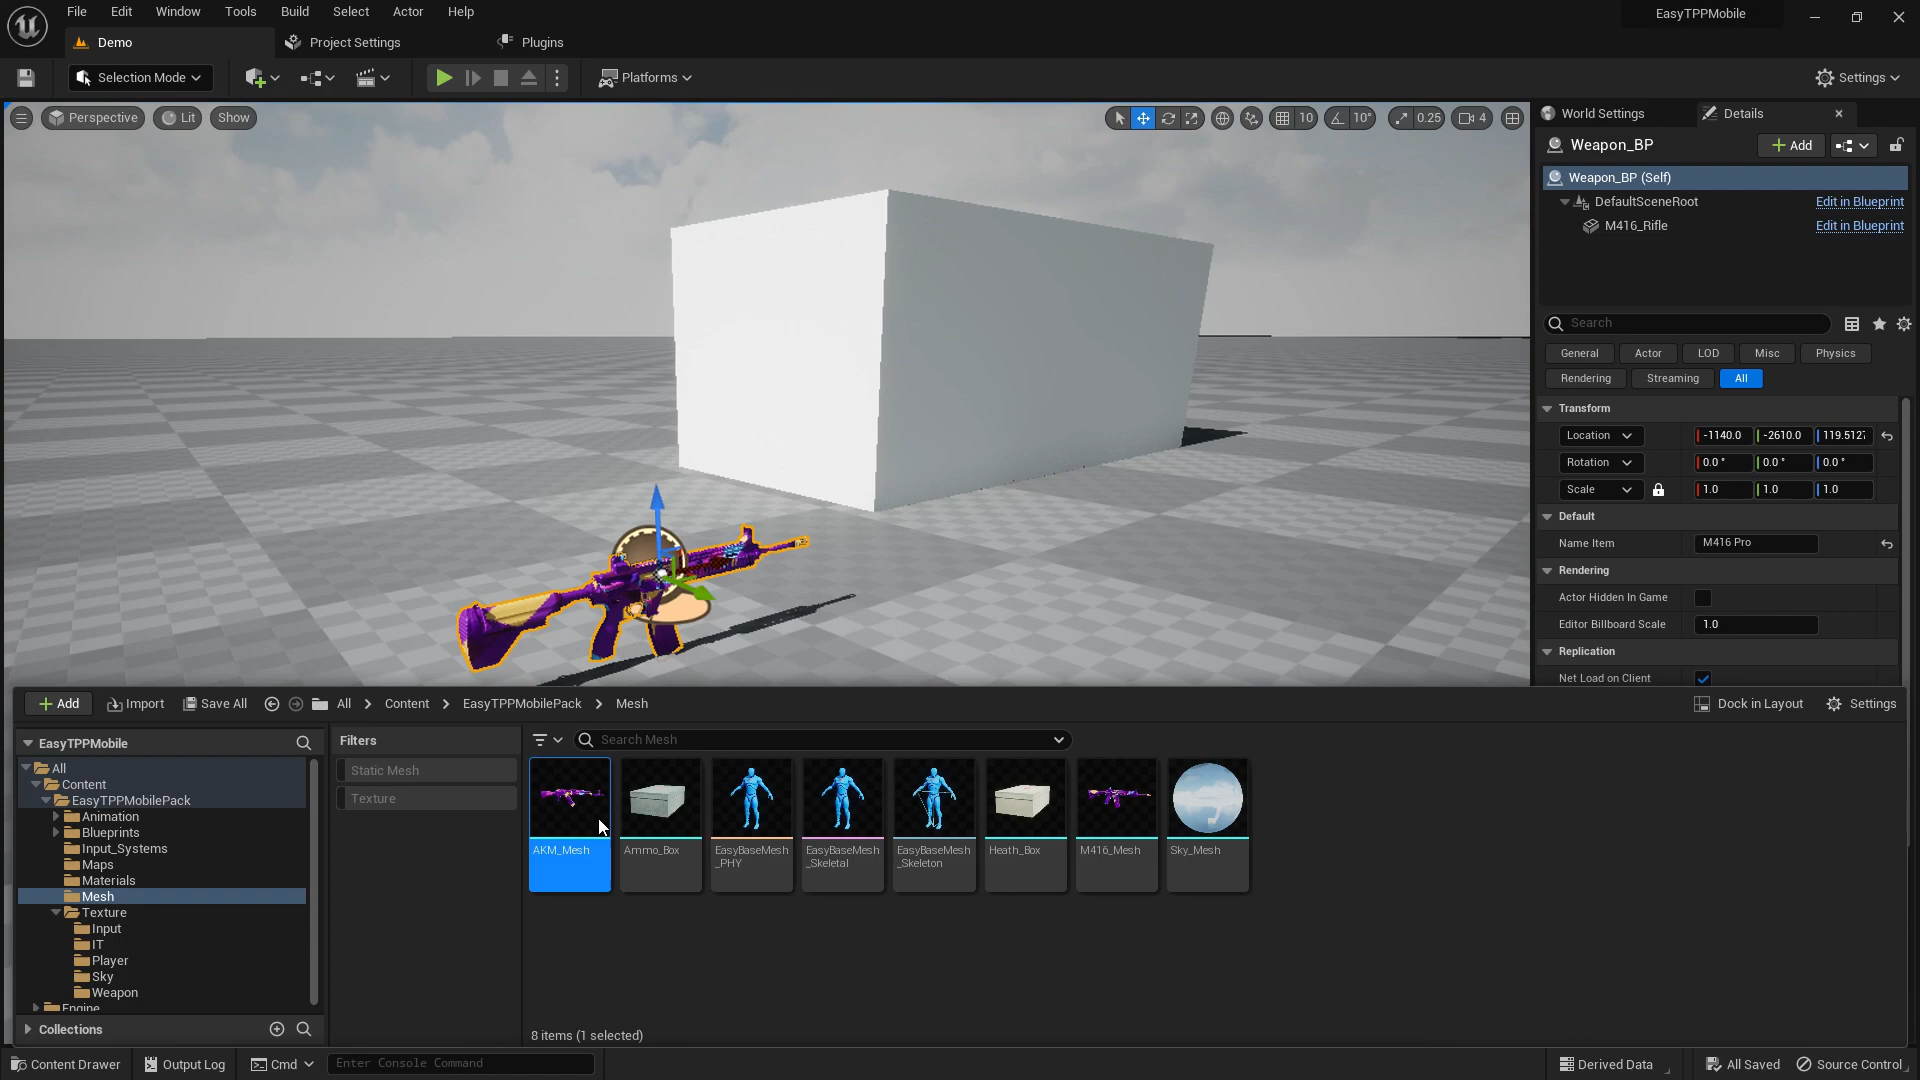 File Edit Window Tools Build Select Actor Help
EasyTPPMobile
Demo
Project Settings
Plugins
Selection Mode
Platforms
Settings
Perspective
Lit
Show
10
10°
0.25
4
World Settings
Details
Weapon_BP
Add
Weapon_BP (Self)
DefaultSceneRoot
Edit in Blueprint
M416_Rifle
Edit in Blueprint
Search
General
Actor
LOD
Misc
Physics
Rendering
Streaming
All
Transform
Location
-1140.0
-2610.0
119.5127
Rotation
0.0 °
0.0 °
0.0 °
Scale
1.0
1.0
1.0
Default
Name Item
M416 Pro
Rendering
Actor Hidden In Game
Editor Billboard Scale
1.0
Replication
Net Load on Client
Add
Import
Save All
All
Content
EasyTPPMobilePack
Mesh
Dock in Layout
Settings
EasyTPPMobile
All
Content
EasyTPPMobilePack
Animation
Blueprints
Input_Systems
Maps
Materials
Mesh
Texture
Input
IT
Player
Sky
Weapon
Engine
Collections
Filters
Static Mesh
Texture
Search Mesh
AKM_Mesh
Ammo_Box
EasyBaseMesh
_PHY
EasyBaseMesh
_Skeletal
EasyBaseMesh
_Skeleton
Heath_Box
M416_Mesh
Sky_Mesh
8 items (1 selected)
Content Drawer
Output Log
Cmd
Enter Console Command
Derived Data
All Saved
Source Control